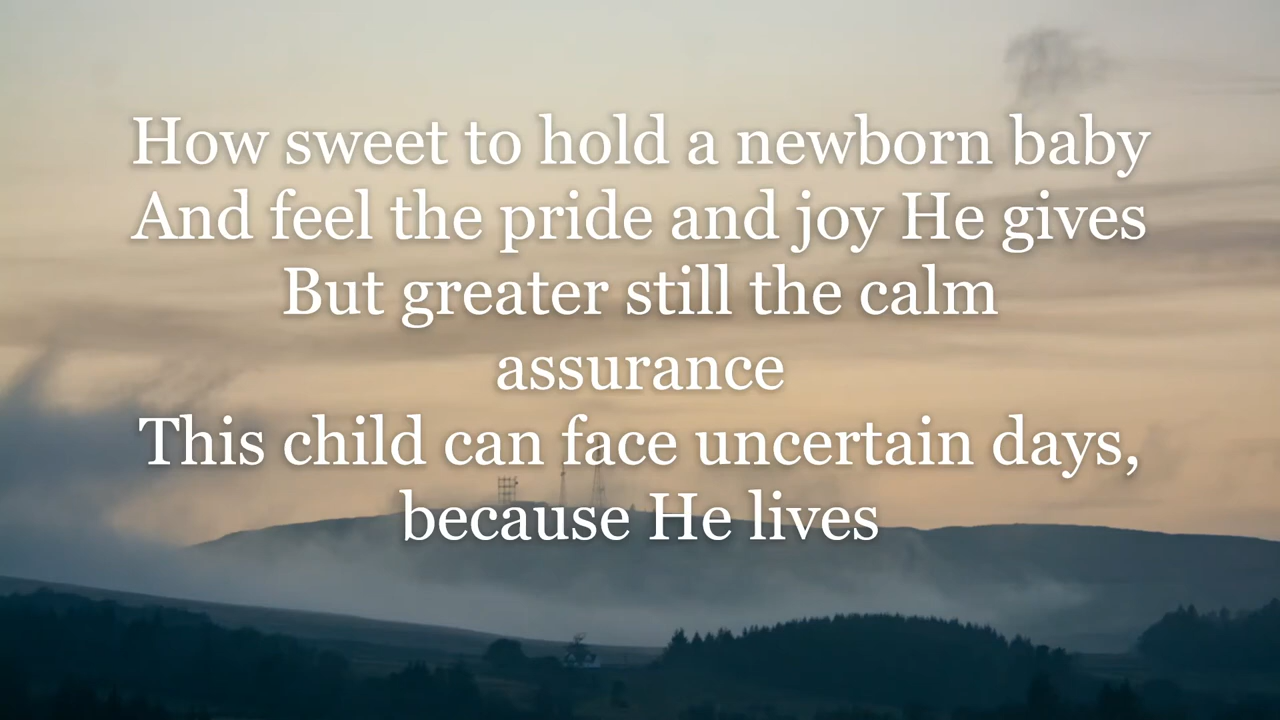 How sweet to hold a newborn baby
And feel the pride and joy He gives
But greater still the calm
assurance
This child can face uncertain days,
because He lives